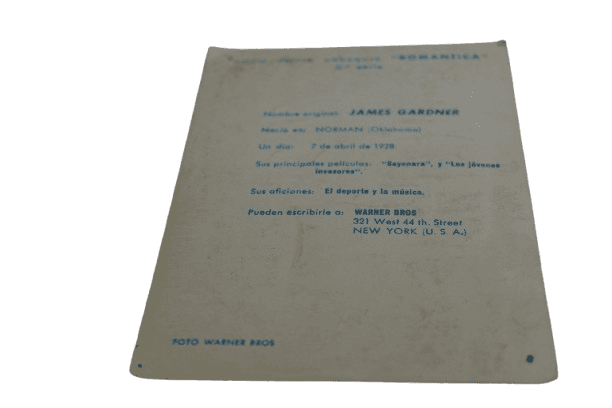 "ROMANTICA"
Nombre original: JAMES GARDNER
Nacio en: NORMAN (Oklahoma)
Un dia: 7 de abril de 1928
Sus principales peliculas: "Sayonara", y "Los jóvenes
invasores".
Sus aficiones: El deporte y la música.
Pueden escribirle a: WARNER BROS
321 West 44 th. Street
NEW YORK (U. S. A.)
FOTO WARNER BROS